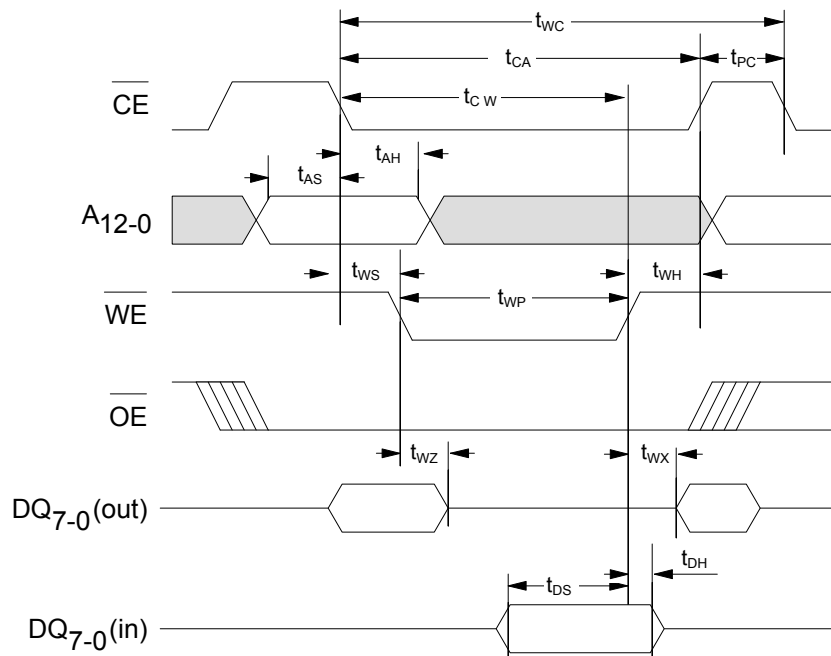 tWC
tCA
tPC
CE
tC W
tAH
tAS
A12-0
tWS
tWH
tWP
WE
OE
tWZ
tWX
DQ7-0(out)
tDH
tDS
DQ7-0(in)